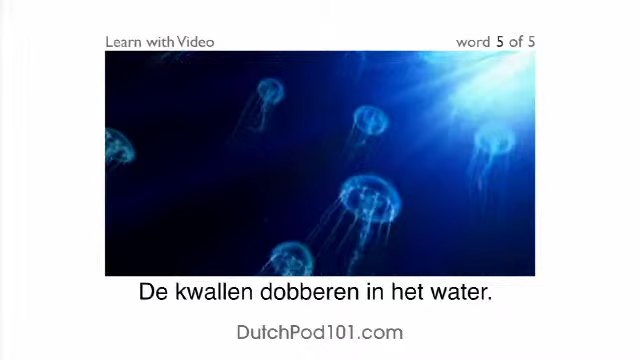 Learn with Video
word 5 of 5
De kwallen dobberen in het water.
DutchPod101.com